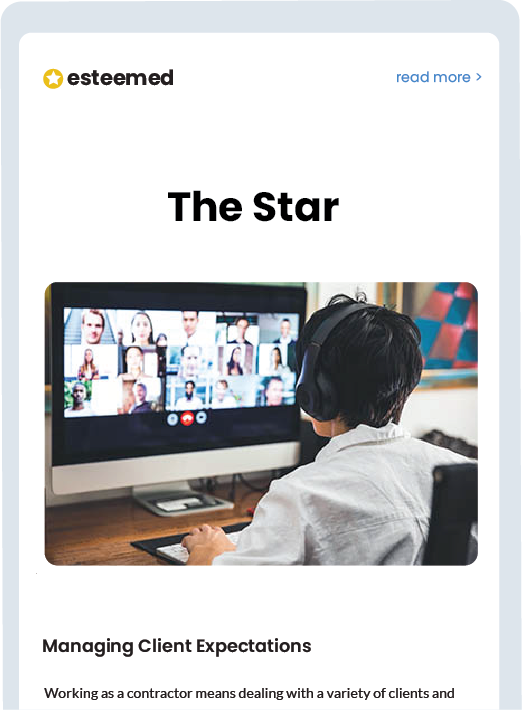 esteemed
read more >
The Star
Managing Client Expectations
Working as a contractor means dealing with a variety of clients and